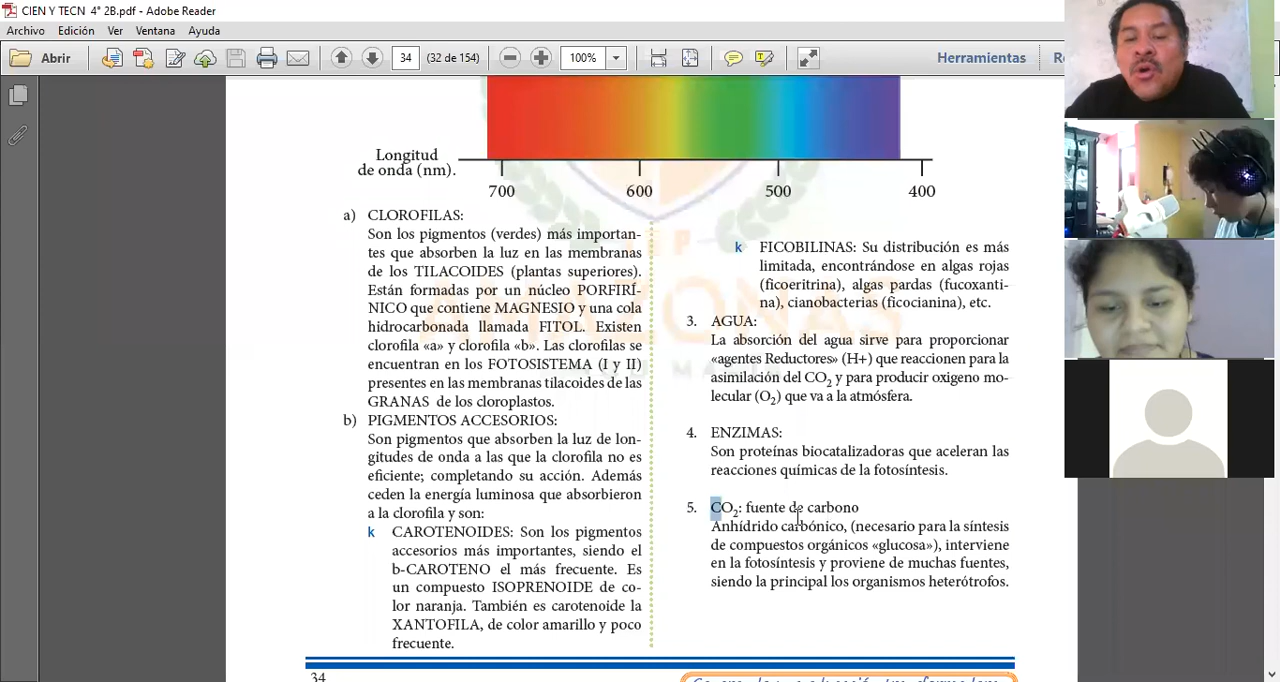 CIEN Y TECN 4° 2B.pdf - Adobe Reader
Archivo Edición Ver Ventana Ayuda
Abrir 34 (32 de 154) 100% Herramientas
Longitud
de onda (nm).
700 600 500 400
a) CLOROFILAS:
Son los pigmentos (verdes) más importan-
tes que absorben la luz en las membranas
de los TILACOIDES (plantas superiores).
Están formadas por un núcleo PORFIRÍ-
NICO que contiene MAGNESIO y una cola
hidrocarbonada llamada FITOL. Existen
clorofila «a» y clorofila «b». Las clorofilas se
encuentran en los FOTOSISTEMA (I y II)
presentes en las membranas tilacoides de las
GRANAS de los cloroplastos.
b) PIGMENTOS ACCESORIOS:
Son pigmentos que absorben la luz de lon-
gitudes de onda a las que la clorofila no es
eficiente; completando su acción. Además
ceden la energía luminosa que absorbieron
a la clorofila y son:
k CAROTENOIDES: Son los pigmentos
accesorios más importantes, siendo el
b-CAROTENO el más frecuente. Es
un compuesto ISOPRENOIDE de co-
lor naranja. También es carotenoide la
XANTOFILA, de color amarillo y poco
frecuente.
k FICOBILINAS: Su distribución es más
limitada, encontrándose en algas rojas
(ficoeritrina), algas pardas (fucoxanti-
na), cianobacterias (ficocianina), etc.
3. AGUA:
La absorción del agua sirve para proporcionar
«agentes Reductores» (H+) que reaccionen para la
asimilación del CO₂ y para producir oxigeno mo-
lecular (O₂) que va a la atmósfera.
4. ENZIMAS:
Son proteínas biocatalizadoras que aceleran las
reacciones químicas de la fotosíntesis.
5. CO₂: fuente de carbono
Anhídrido carbónico, (necesario para la síntesis
de compuestos orgánicos «glucosa»), interviene
en la fotosíntesis y proviene de muchas fuentes,
siendo la principal los organismos heterótrofos.
34